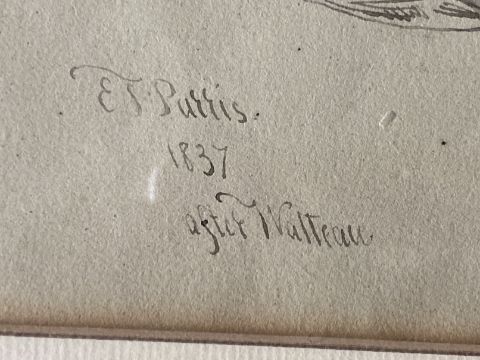 E T Parris.
1837
after Watteau